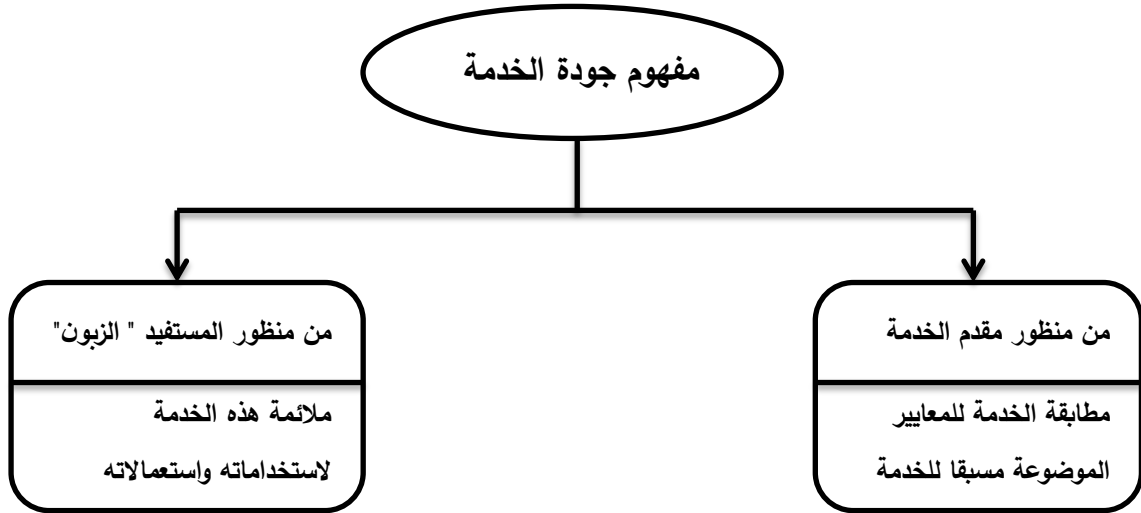 مفهوم جودة الخدمة
من منظور مقدم الخدمة
مطابقة الخدمة للمعايير
الموضوعة مسبقا للخدمة
من منظور المستفيد " الزبون"
ملائمة هذه الخدمة
لاستخداماته واستعمالاته